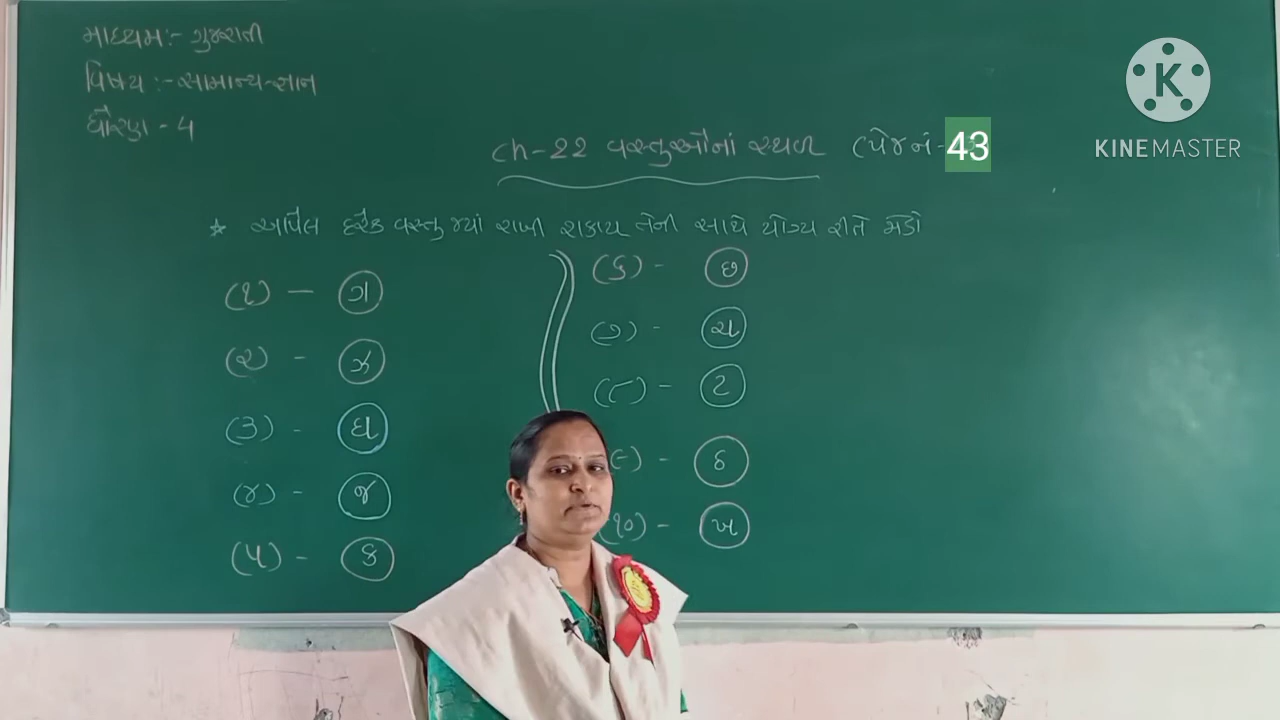 માધ્યમ :- ગુજરાતી
વિષય :- સામાન્ય-જ્ઞાન
ધોરણ - 4
Ch-22 વસ્તુઓનાં સ્થળ (પેજ નં- 43
K
KINEMASTER
* આપેલ દરેક વસ્તુ જ્યાં રાખી શકાય તેની સાથે યોગ્ય રીતે
(૧) - ગ
(૨) - ઝ
(૩) - ઘ
(૪) - જ
(૫) - ક
(૬) - છ
(૭) - ચ
(૮) - ટ
૯) - ઠ
(૧૦) - ખ